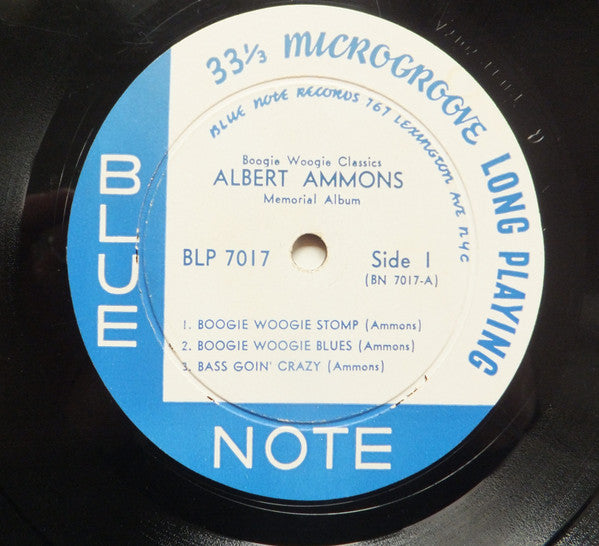 33⅓ MICROGROOVE LONG PLAYING
BLUE NOTE RECORDS 767 LEXINGTON AVE NYC
Boogie Woogie Classics
ALBERT AMMONS
Memorial Album
BLP 7017
Side 1
(BN 7017-A)
1. BOOGIE WOOGIE STOMP (Ammons)
2. BOOGIE WOOGIE BLUES (Ammons)
3. BASS GOIN' CRAZY (Ammons)
BLUE
NOTE